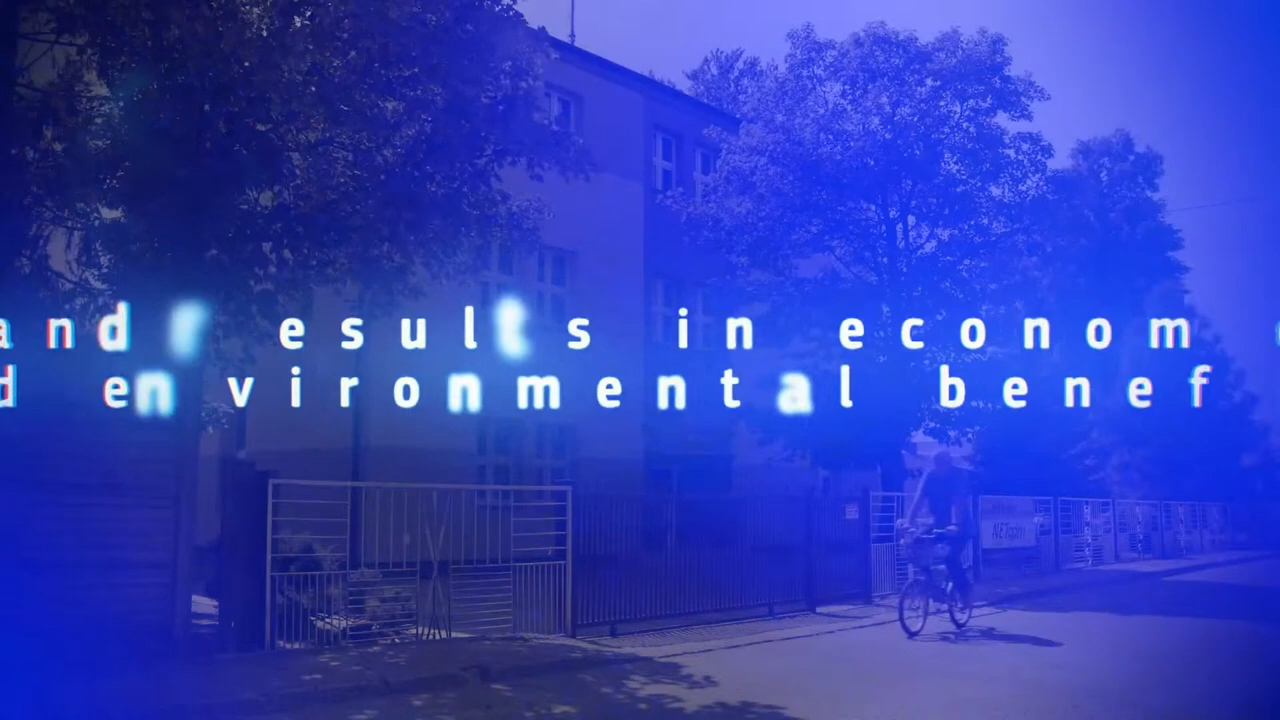 and results in econom
d environmental benef